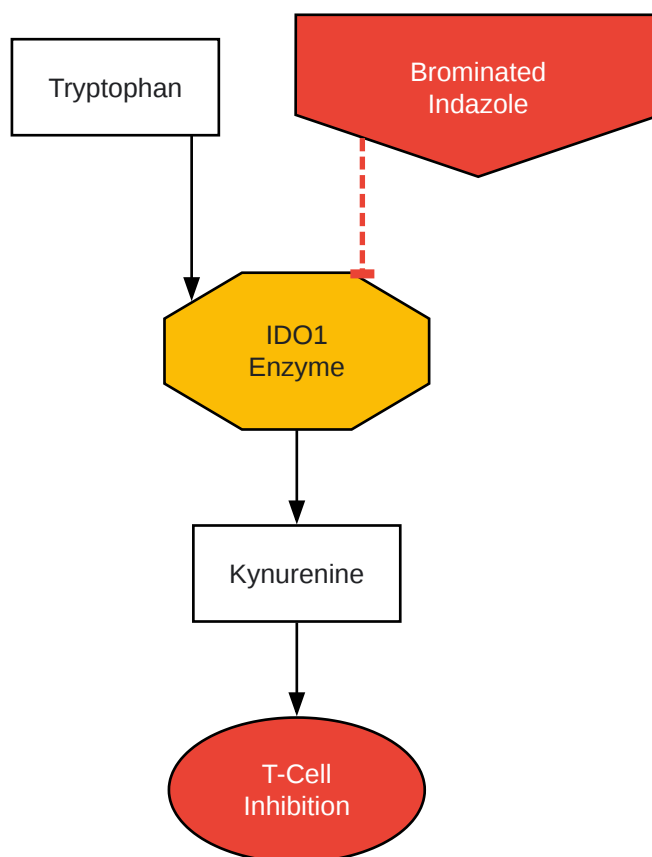 Tryptophan
Brominated
Indazole
IDO1
Enzyme
Kynurenine
T-Cell
Inhibition